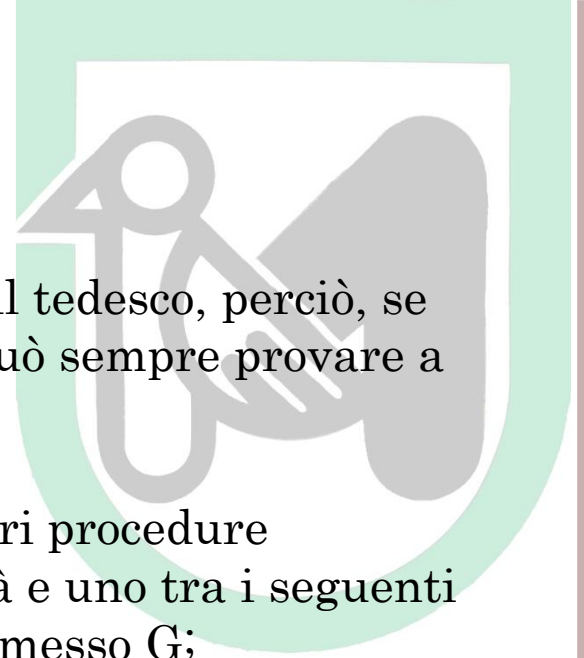 l tedesco, perciò, se
uò sempre provare a
ri procedure
à e uno tra i seguenti
messo G;